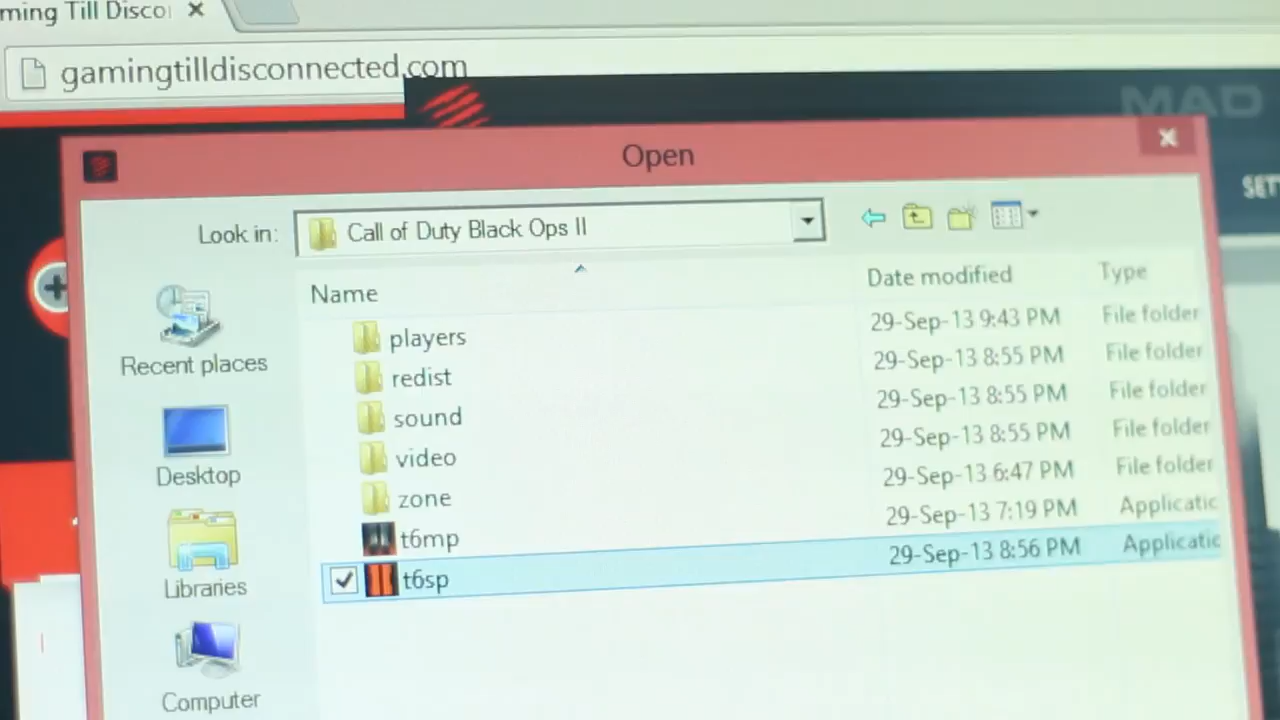 ming Till Discon
gamingtilldisconnected.com
MAD
Open
SET
Look in:
Call of Duty Black Ops II
Name
Date modified
Type
players
29-Sep-13 9:43 PM
File folder
redist
29-Sep-13 8:55 PM
File folder
sound
29-Sep-13 8:55 PM
File folder
video
29-Sep-13 8:55 PM
File folder
zone
29-Sep-13 6:47 PM
File folder
t6mp
29-Sep-13 7:19 PM
Applicatic
t6sp
29-Sep-13 8:56 PM
Applicatic
Recent places
Desktop
Libraries
Computer